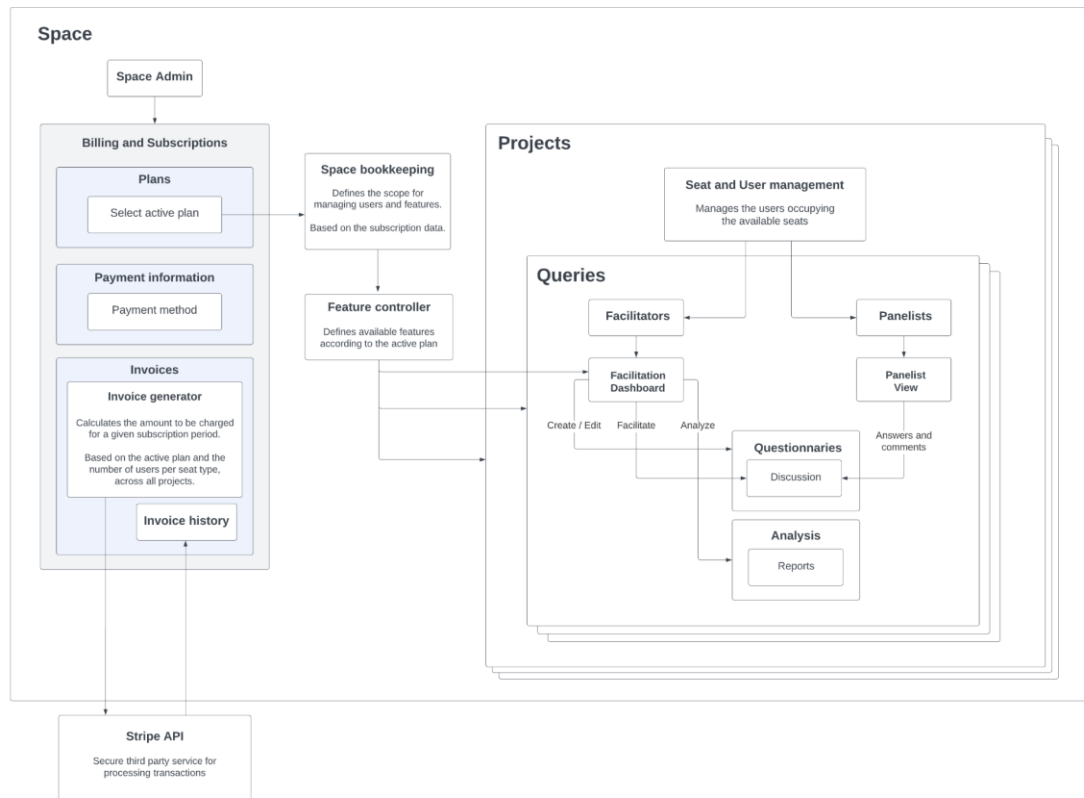 Space
Space Admin
Billing and Subscriptions
Plans
Select active plan
Payment information
Payment method
Invoices
Invoice generator
Calculates the amount to be charged
for a given subscription period.
Based on the active plan and the
number of users per seat type,
across all projects.
Invoice history
Stripe API
Secure third party service for
processing transactions
Space bookkeeping
Defines the scope for
managing users and features.
Based on the subscription data.
Feature controller
Defines available features
according to the active plan
Projects
Seat and User management
Manages the users occupying
the available seats
Queries
Facilitators
Panelists
Facilitation
Dashboard
Panelist
View
Create / Edit
Facilitate
Analyze
Answers and
comments
Questionnaries
Discussion
Analysis
Reports